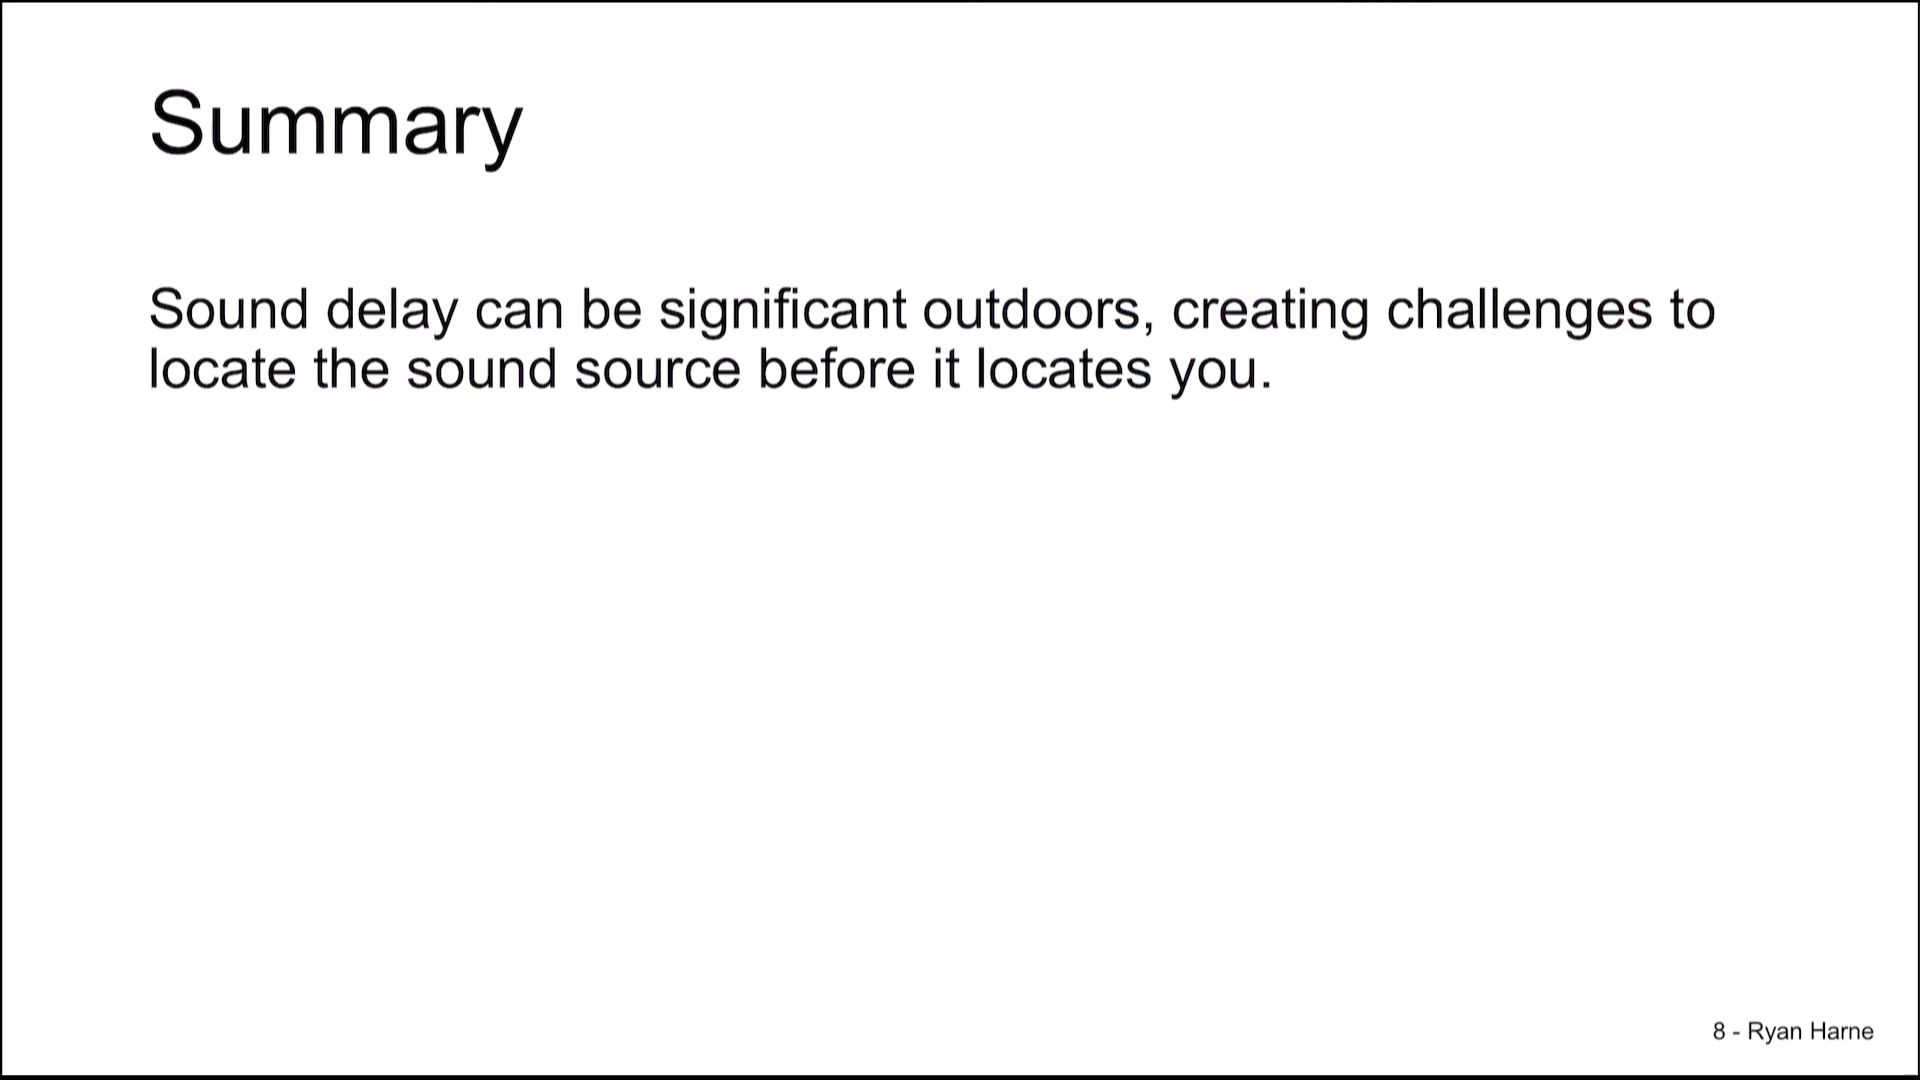 Summary
Sound delay can be significant outdoors, creating challenges to
locate the sound source before it locates you.
8 - Ryan Harne